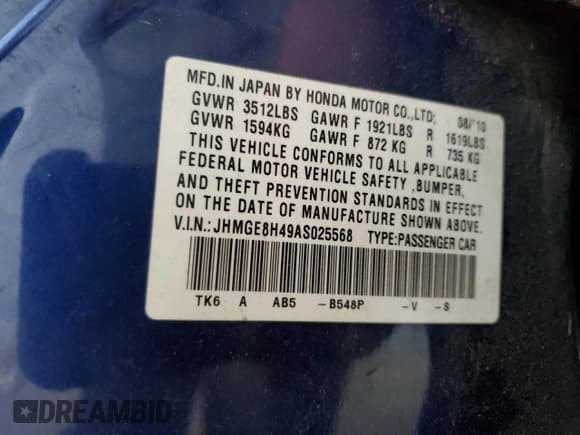 MFD.IN JAPAN BY HONDA MOTOR CO.,LTD; 08/'10
GVWR 3512LBS GAWR F 1921LBS R 1619LBS
GVWR 1594KG GAWR F 872 KG R 735 KG
THIS VEHICLE CONFORMS TO ALL APPLICABLE
FEDERAL MOTOR VEHICLE SAFETY ,BUMPER,
AND THEFT PREVENTION STANDARDS IN EFFECT
ON THE DATE OF MANUFACTURE SHOWN ABOVE.
V.I.N.: JHMGE8H49AS025568 TYPE:PASSENGER CAR
TK6 A AB5 -B548P -V -S
DREAMBID